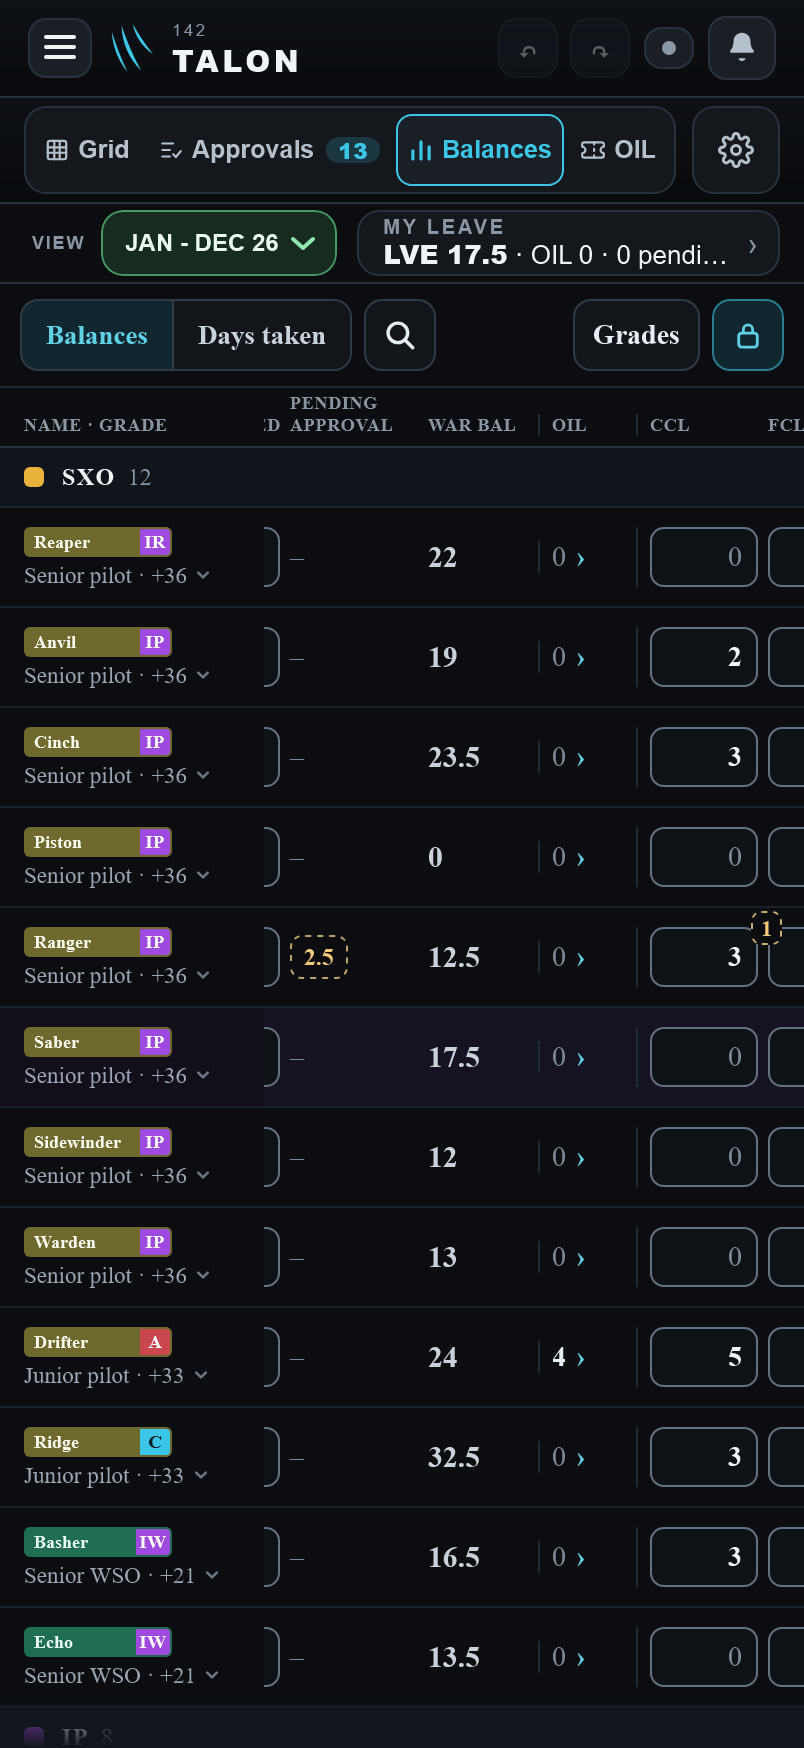 142
TALON
Grid
Approvals 13
Balances
OIL
VIEW
JAN - DEC 26
MY LEAVE
LVE 17.5 · OIL 0 · 0 pendi…
Balances
Days taken
Grades
NAME · GRADE
PENDING APPROVAL
WAR BAL
OIL
CCL
SXO 12
Reaper IR
Senior pilot · +36
– 22 0 › 0
Anvil IP
Senior pilot · +36
– 19 0 › 2
Cinch IP
Senior pilot · +36
– 23.5 0 › 3
Piston IP
Senior pilot · +36
– 0 0 › 0
Ranger IP
Senior pilot · +36
2.5 12.5 0 › 3 1
Saber IP
Senior pilot · +36
– 17.5 0 › 0
Sidewinder IP
Senior pilot · +36
– 12 0 › 0
Warden IP
Senior pilot · +36
– 13 0 › 0
Drifter A
Junior pilot · +33
– 24 4 › 5
Ridge C
Junior pilot · +33
– 32.5 0 › 3
Basher IW
Senior WSO · +21
– 16.5 0 › 3
Echo IW
Senior WSO · +21
– 13.5 0 › 0
IP 8